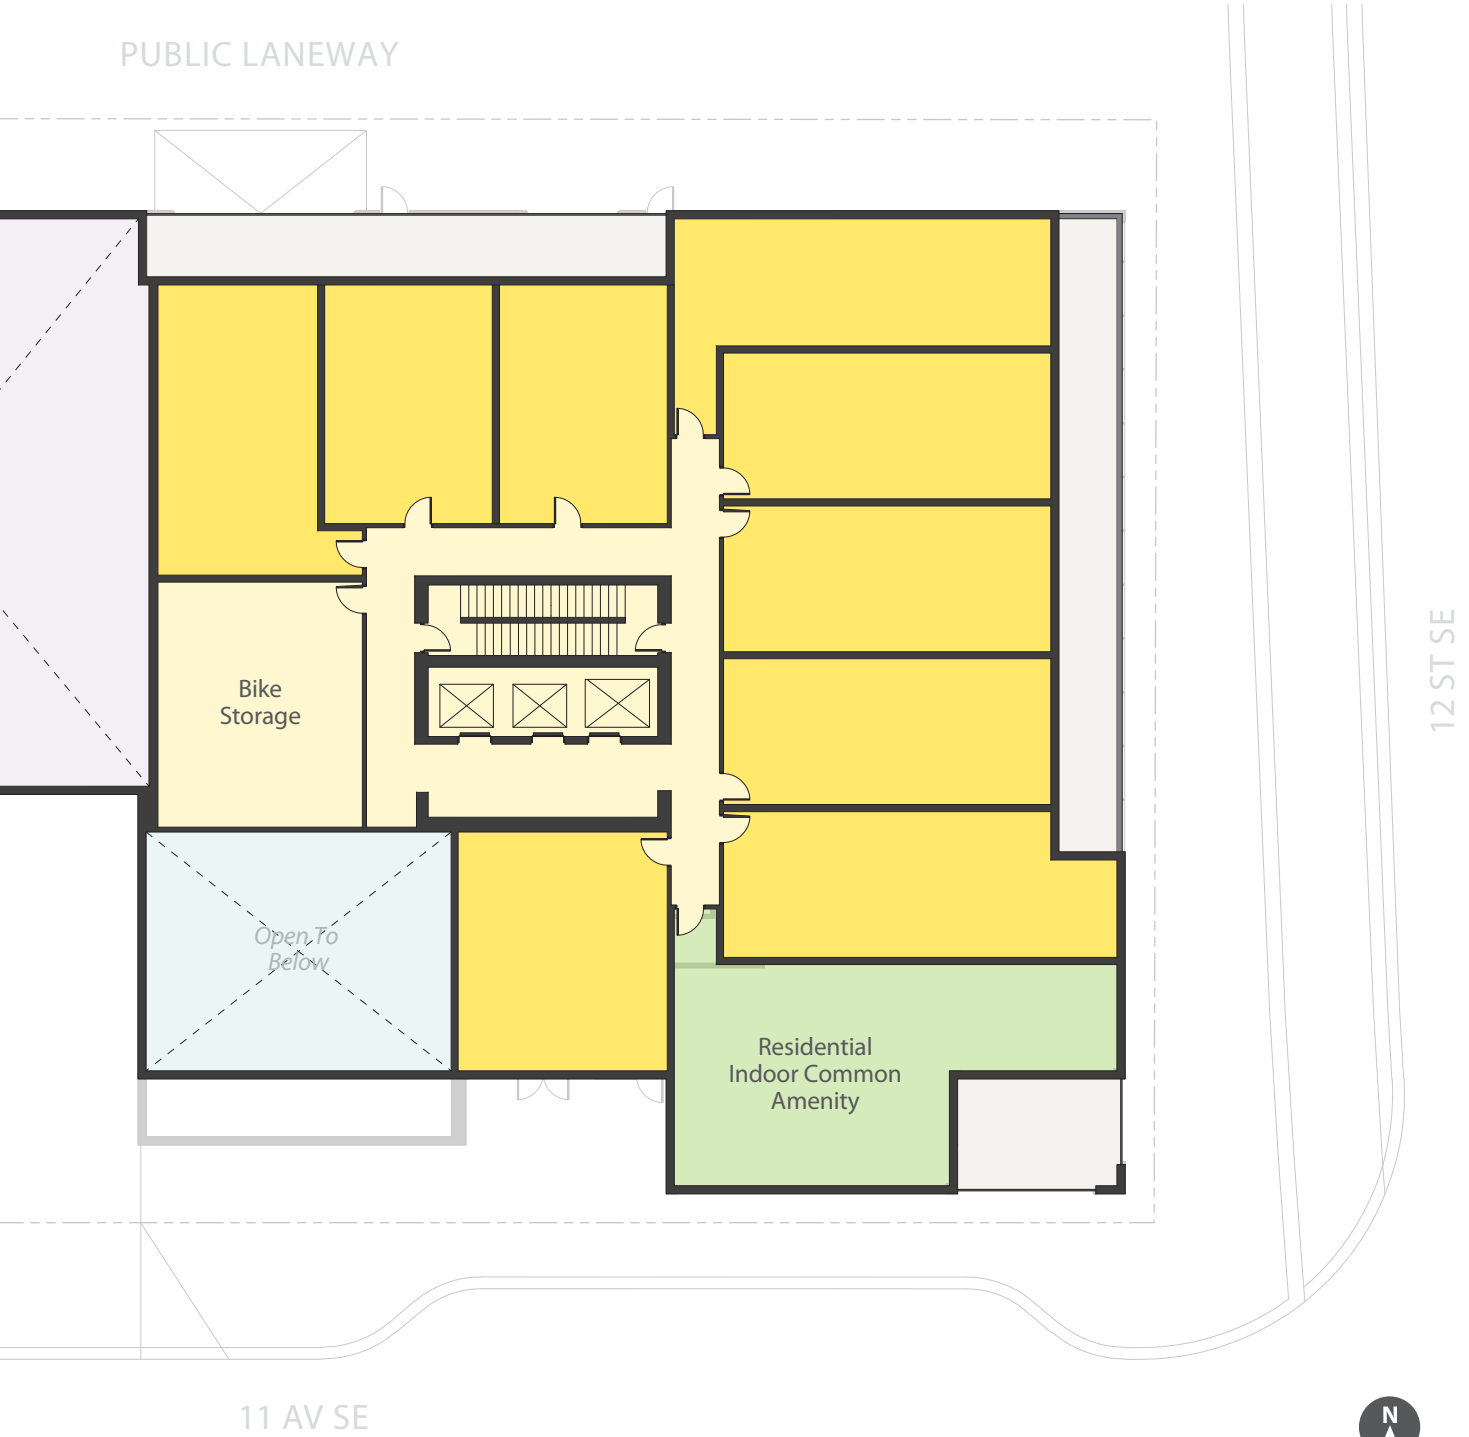 PUBLIC LANEWAY
12 ST SE
Bike
Storage
Open To
Below
Residential
Indoor Common
Amenity
11 AV SE
N